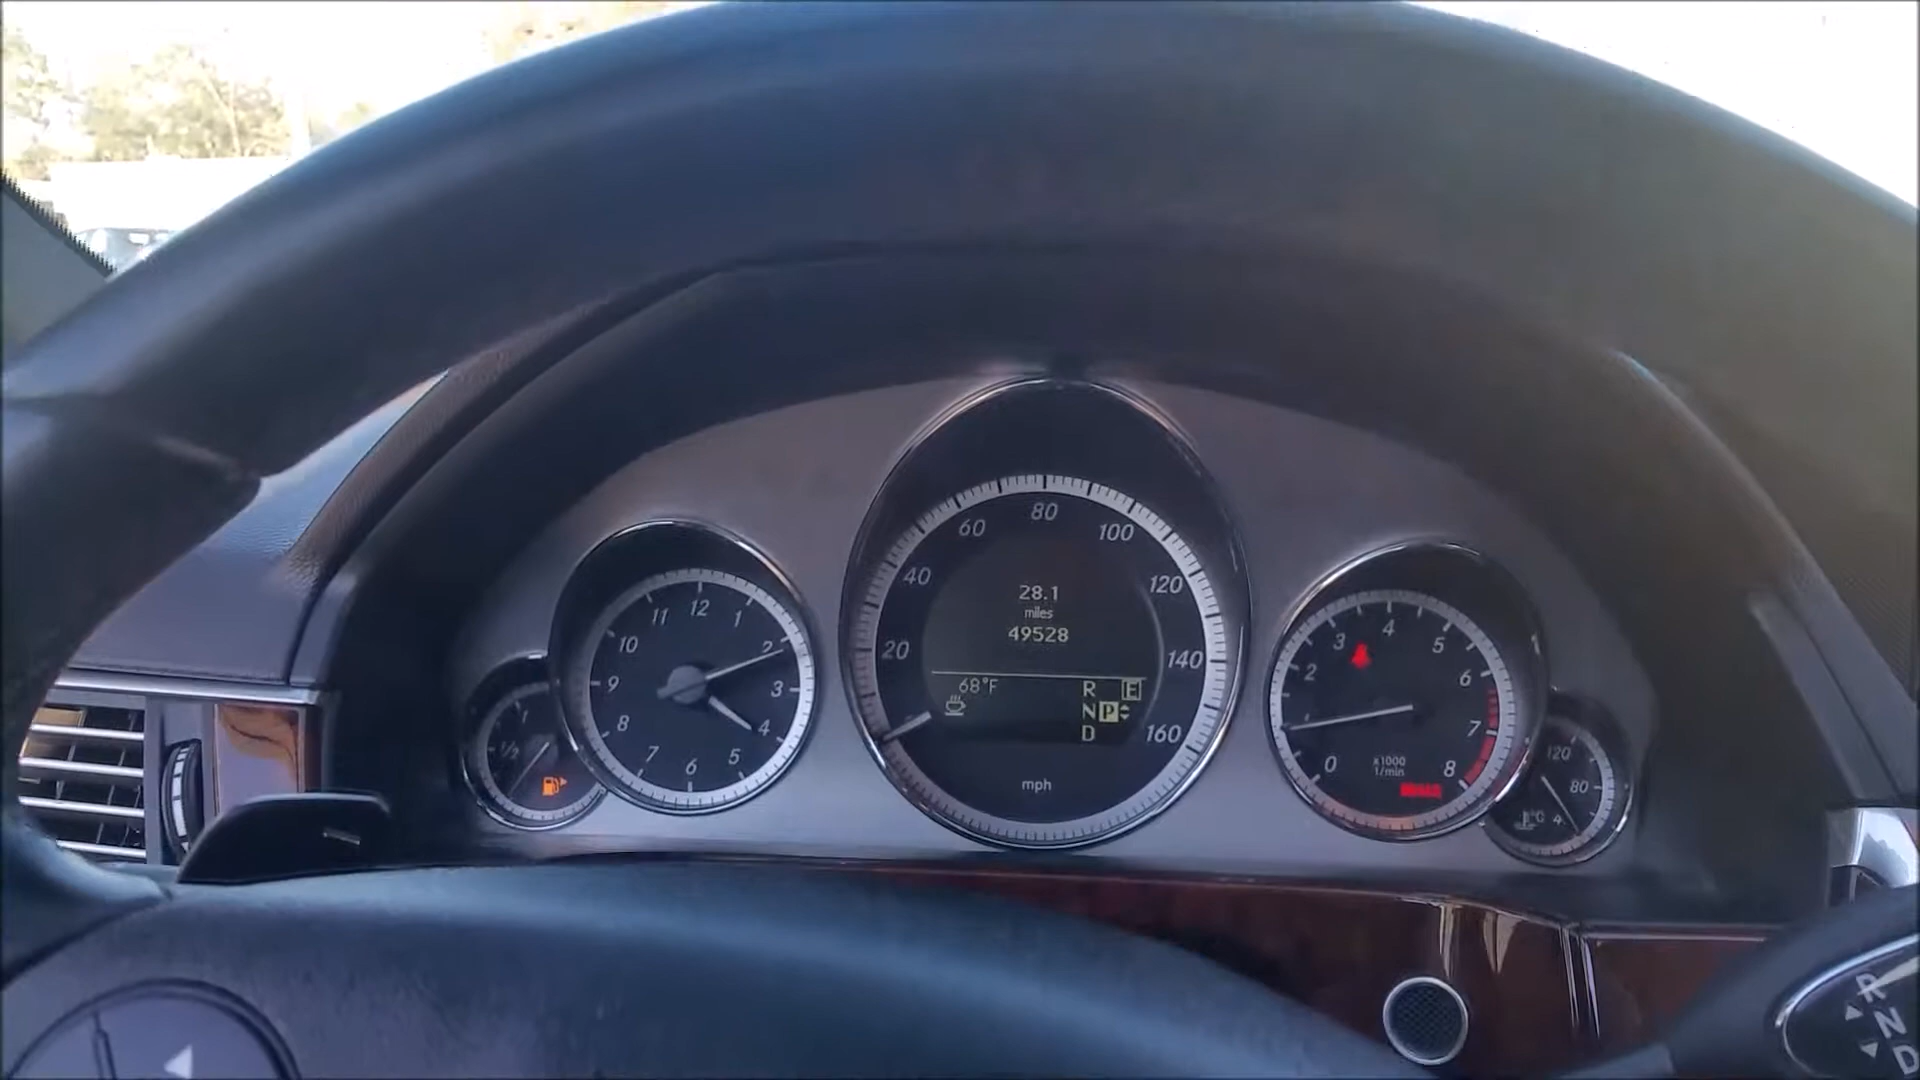 1/2 1
12 1 2 3 4 5 6 7 8 9 10 11
20 40 60 80 100 120 140 160
28.1
miles
49528
68°F
R E
N P
D
mph
0 2 3 4 5 6 7 8
x1000
1/min
BRAKE
120
80
°C
R
N
D